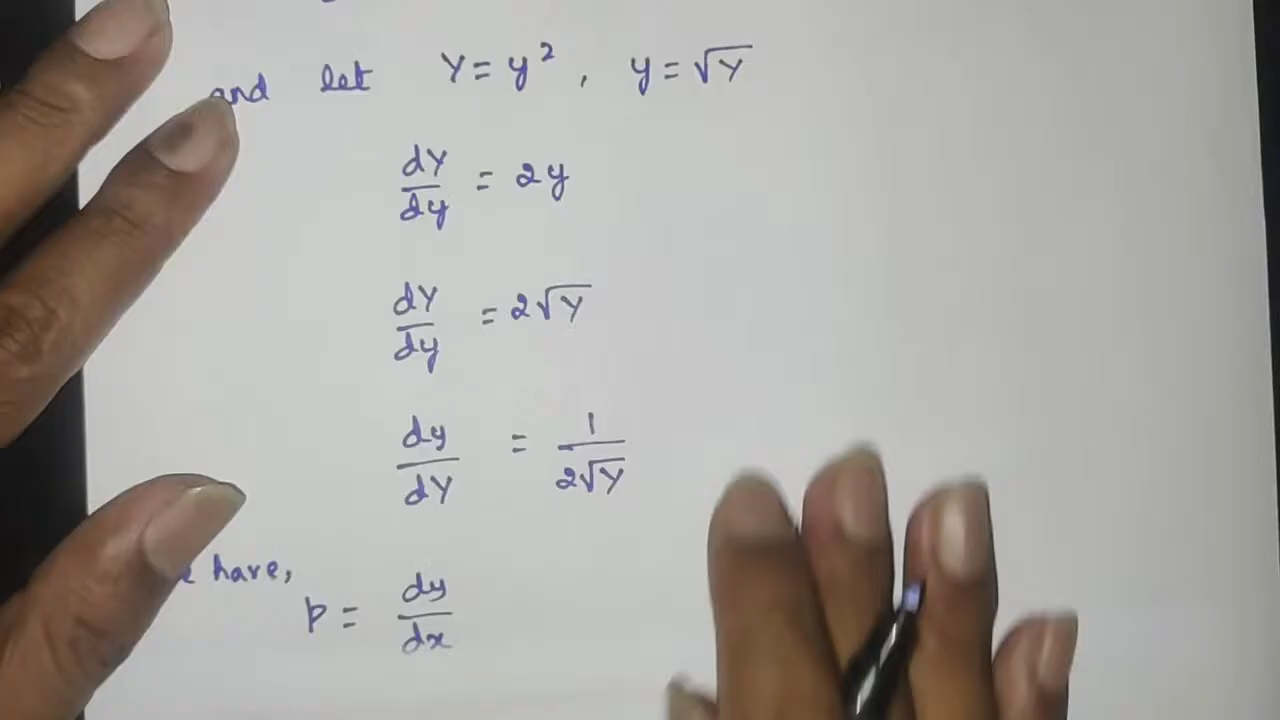 and let Y = y², y = √Y
dY/dy = 2y
dY/dy = 2√Y
dy/dY = 1/2√Y
have,
p = dy/dx